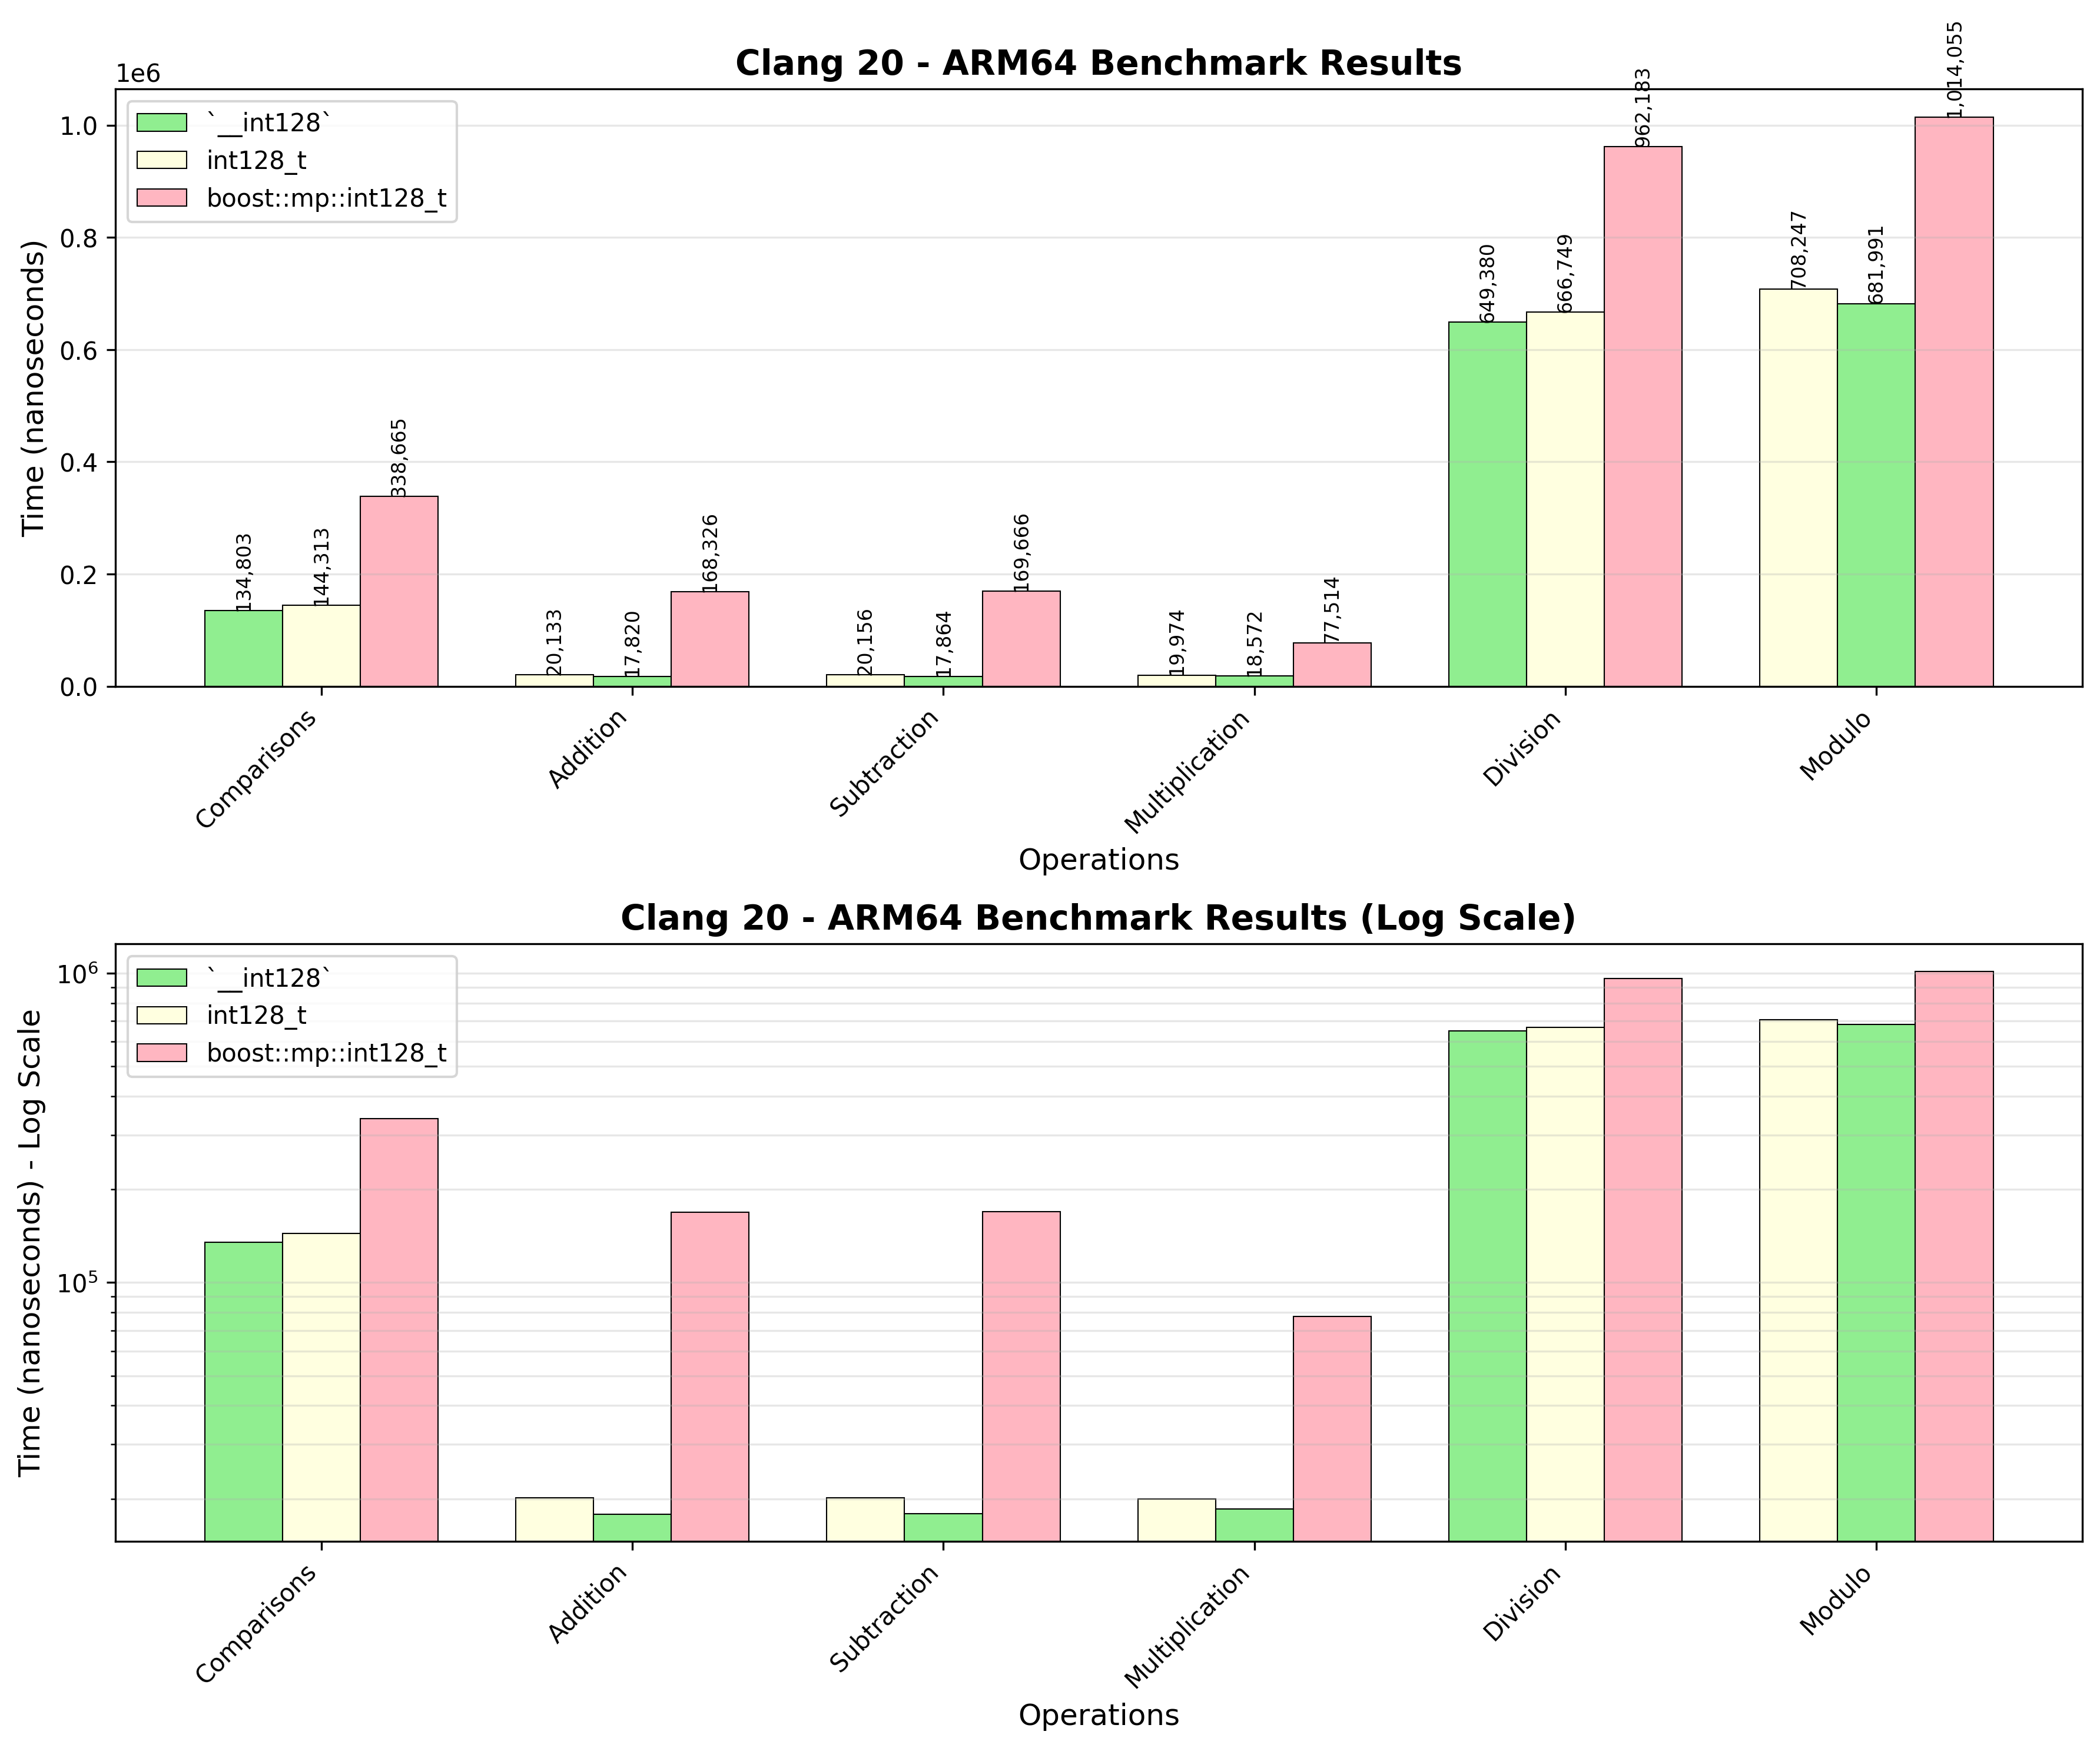 Clang 20 - ARM64 Benchmark Results
1e6
`__int128`
int128_t
boost::mp::int128_t
Time (nanoseconds)
1.0
0.8
0.6
0.4
0.2
0.0
134,803
144,313
338,665
20,133
17,820
168,326
20,156
17,864
169,666
19,974
18,572
77,514
649,380
666,749
962,183
708,247
681,991
1,014,055
Comparisons
Addition
Subtraction
Multiplication
Division
Modulo
Operations
Clang 20 - ARM64 Benchmark Results (Log Scale)
`__int128`
int128_t
boost::mp::int128_t
Time (nanoseconds) - Log Scale
10⁶
10⁵
Comparisons
Addition
Subtraction
Multiplication
Division
Modulo
Operations